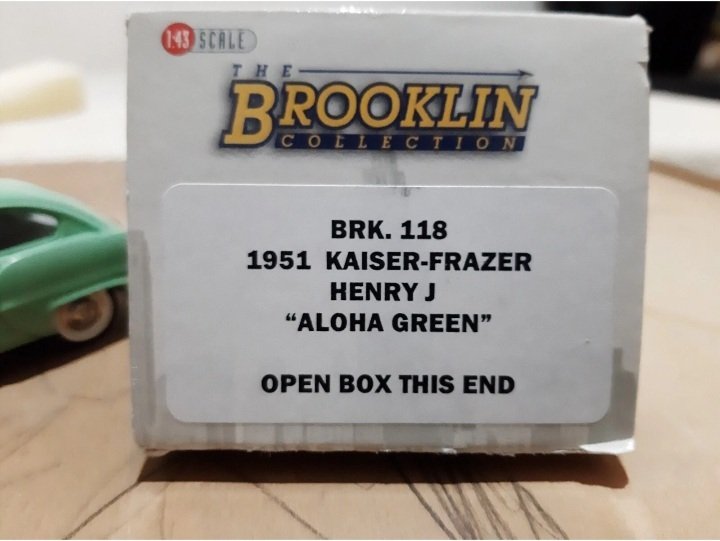 1:43 SCALE
THE
BROOKLIN
COLLECTION
BRK. 118
1951 KAISER-FRAZER
HENRY J
“ALOHA GREEN”
OPEN BOX THIS END